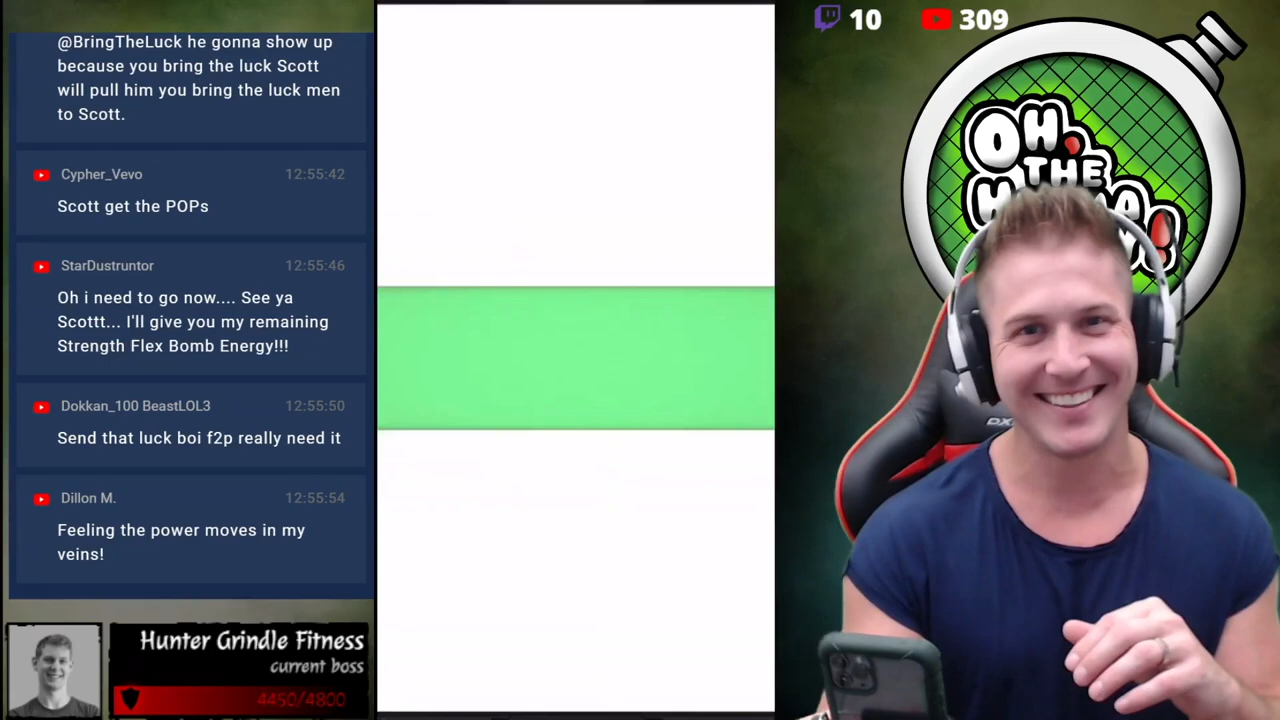 @BringTheLuck he gonna show up
because you bring the luck Scott
will pull him you bring the luck men
to Scott.
Cypher_Vevo 12:55:42
Scott get the POPs
StarDustruntor 12:55:46
Oh i need to go now.... See ya
Scottt... I'll give you my remaining
Strength Flex Bomb Energy!!!
Dokkan_100 BeastLOL3 12:55:50
Send that luck boi f2p really need it
Dillon M. 12:55:54
Feeling the power moves in my
veins!
Hunter Grindle Fitness
current boss
4450/4800
10 309
OH,
THE